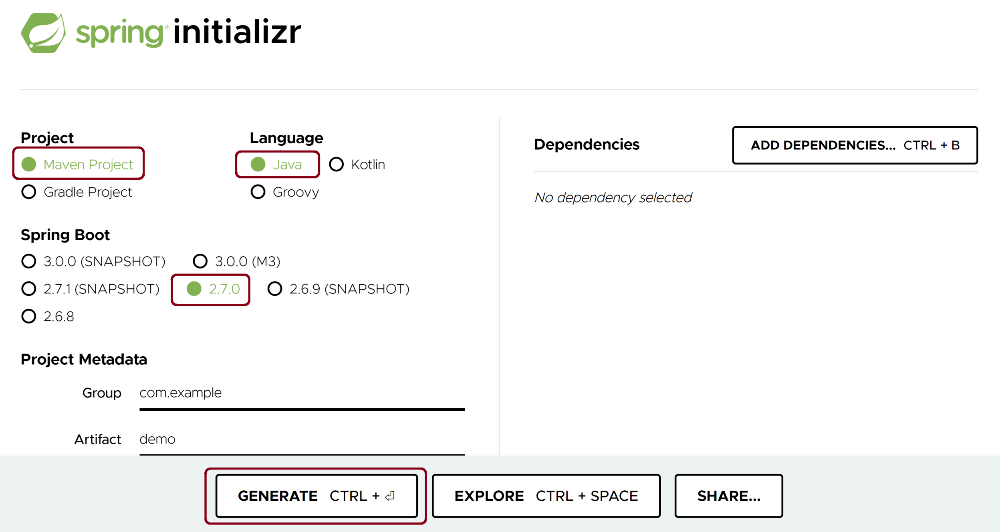 spring® initializr
Project
Maven Project
Gradle Project
Language
Java Kotlin
Groovy
Spring Boot
3.0.0 (SNAPSHOT) 3.0.0 (M3)
2.7.1 (SNAPSHOT) 2.7.0 2.6.9 (SNAPSHOT)
2.6.8
Project Metadata
Group com.example
Artifact demo
Dependencies ADD DEPENDENCIES... CTRL + B
No dependency selected
GENERATE CTRL + ⏎ EXPLORE CTRL + SPACE SHARE...